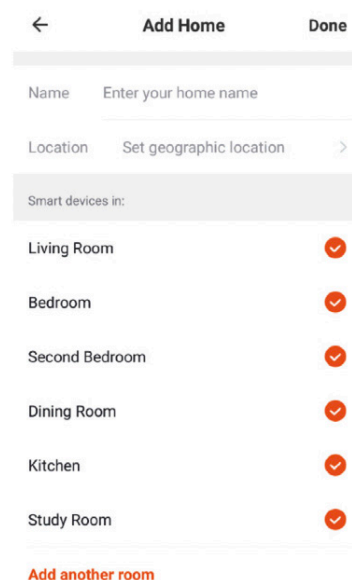 Add Home Done
Name Enter your home name
Location Set geographic location
Smart devices in:
Living Room
Bedroom
Second Bedroom
Dining Room
Kitchen
Study Room
Add another room